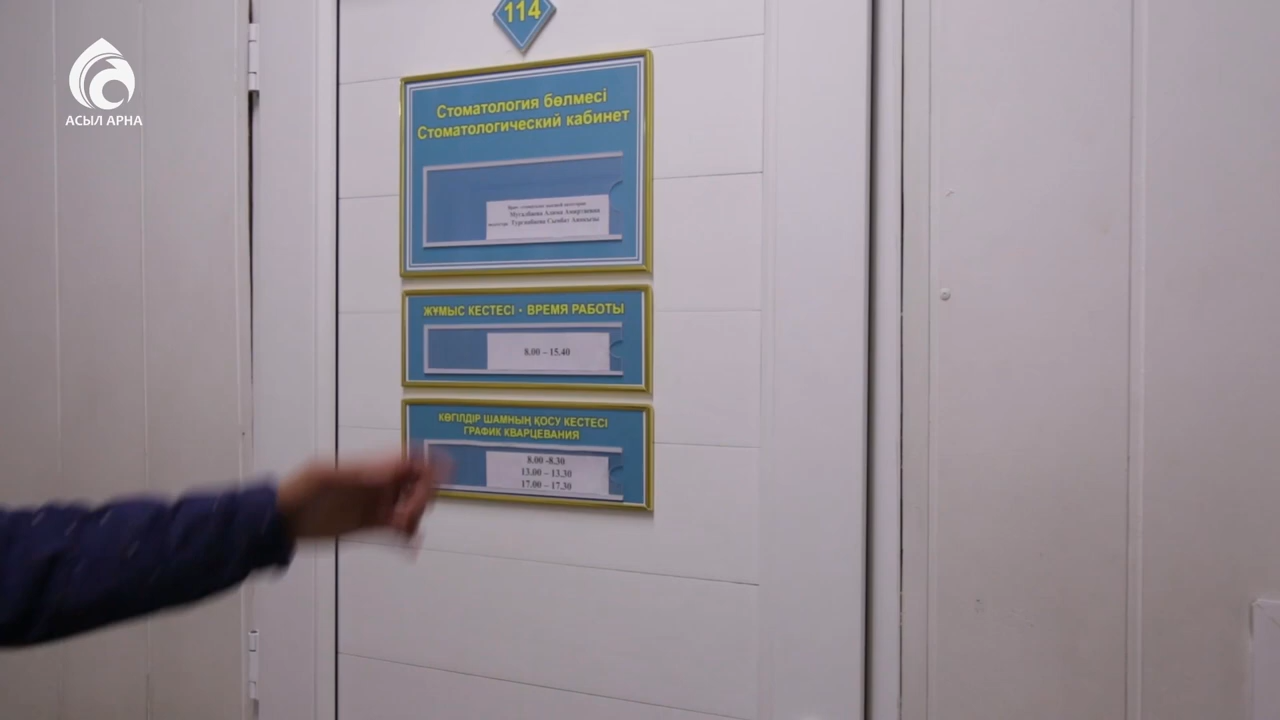 114
АСЫЛ АРНА
Стоматология бөлмесі
Стоматологический кабинет
ЖҰМЫС КЕСТЕСІ · ВРЕМЯ РАБОТЫ
8.00 – 15.40
КӨГІЛДІР ШАМНЫҢ ҚОСУ КЕСТЕСІ
ГРАФИК КВАРЦЕВАНИЯ
8.00 -8.30
13.00 – 13.30
17.00 – 17.30